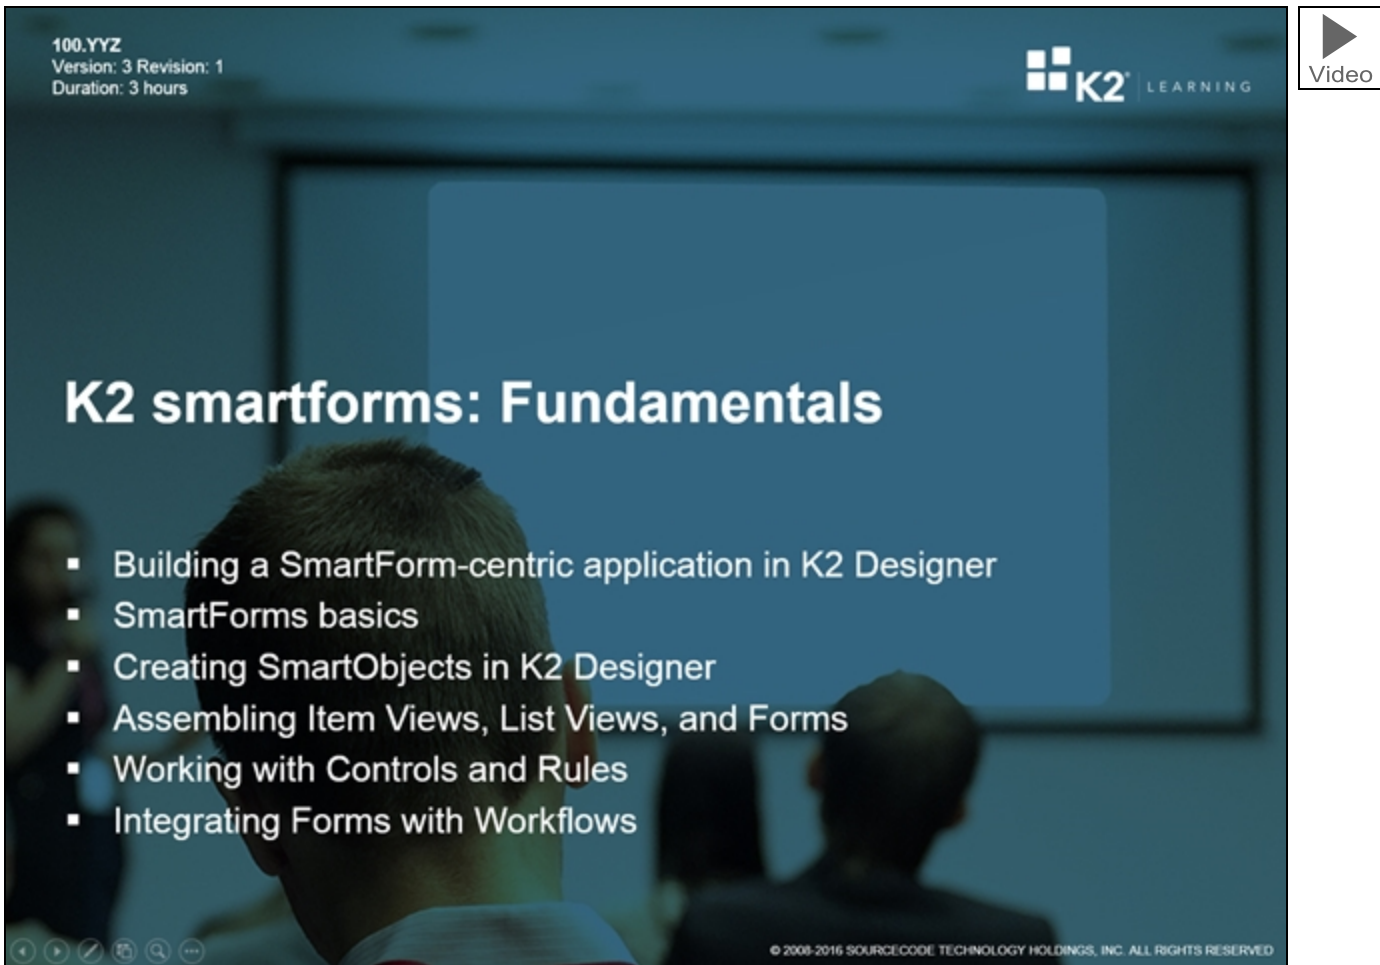 100.YYZ
Version: 3 Revision: 1
Duration: 3 hours
K2 LEARNING
Video
K2 smartforms: Fundamentals
Building a SmartForm-centric application in K2 Designer
SmartForms basics
Creating SmartObjects in K2 Designer
Assembling Item Views, List Views, and Forms
Working with Controls and Rules
Integrating Forms with Workflows
© 2008-2016 SOURCECODE TECHNOLOGY HOLDINGS, INC. ALL RIGHTS RESERVED